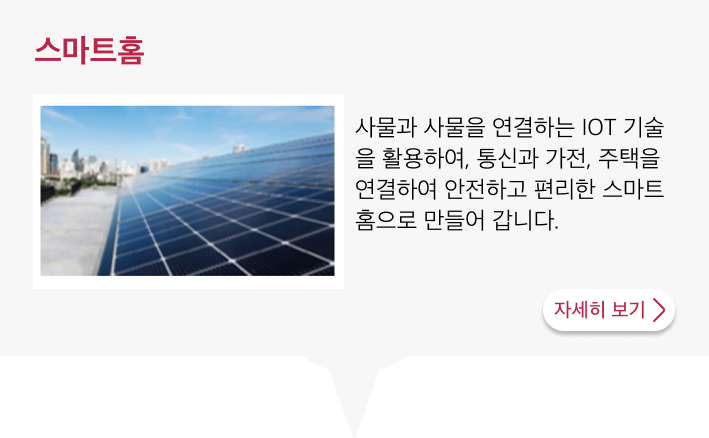 스마트홈
사물과 사물을 연결하는 IOT 기술
을 활용하여, 통신과 가전, 주택을
연결하여 안전하고 편리한 스마트
홈으로 만들어 갑니다.
자세히 보기